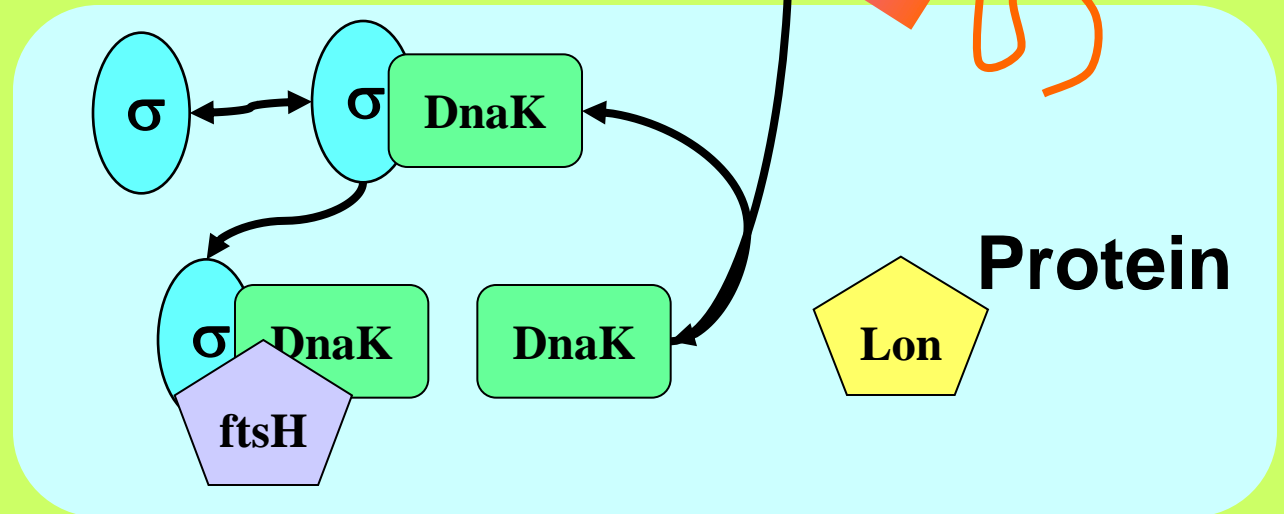 σ
σ
DnaK
Protein
σ
DnaK
DnaK
Lon
ftsH